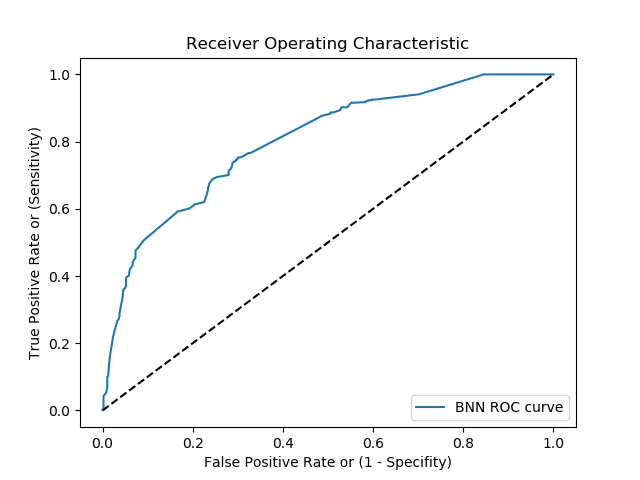 Receiver Operating Characteristic
1.0
0.8
0.6
0.4
0.2
0.0
True Positive Rate or (Sensitivity)
0.0 0.2 0.4 0.6 0.8 1.0
False Positive Rate or (1 - Specifity)
BNN ROC curve